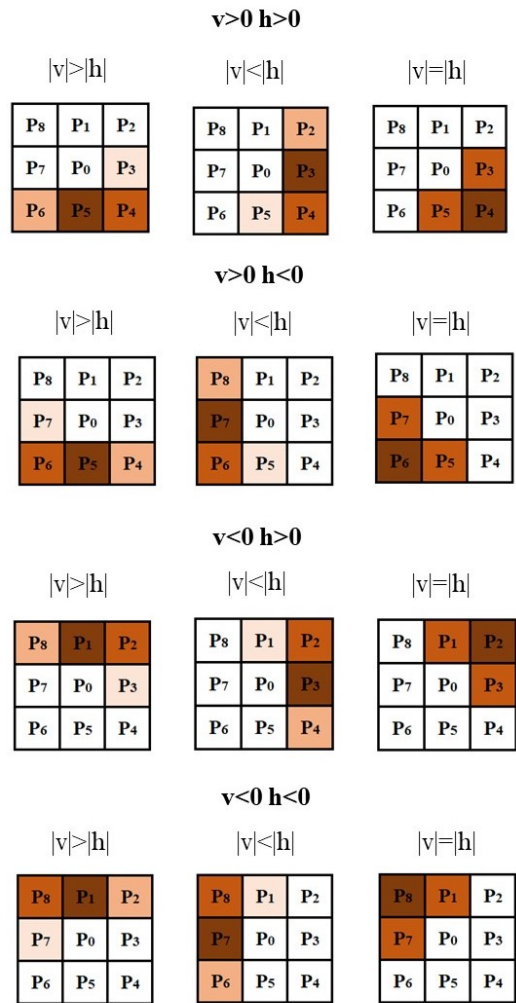 v>0 h>0
|v|>|h| |v|<|h| |v|=|h|
P₈ P₁ P₂ P₈ P₁ P₂ P₈ P₁ P₂
P₇ P₀ P₃ P₇ P₀ P₃ P₇ P₀ P₃
P₆ P₅ P₄ P₆ P₅ P₄ P₆ P₅ P₄
v>0 h<0
|v|>|h| |v|<|h| |v|=|h|
P₈ P₁ P₂ P₈ P₁ P₂ P₈ P₁ P₂
P₇ P₀ P₃ P₇ P₀ P₃ P₇ P₀ P₃
P₆ P₅ P₄ P₆ P₅ P₄ P₆ P₅ P₄
v<0 h>0
|v|>|h| |v|<|h| |v|=|h|
P₈ P₁ P₂ P₈ P₁ P₂ P₈ P₁ P₂
P₇ P₀ P₃ P₇ P₀ P₃ P₇ P₀ P₃
P₆ P₅ P₄ P₆ P₅ P₄ P₆ P₅ P₄
v<0 h<0
|v|>|h| |v|<|h| |v|=|h|
P₈ P₁ P₂ P₈ P₁ P₂ P₈ P₁ P₂
P₇ P₀ P₃ P₇ P₀ P₃ P₇ P₀ P₃
P₆ P₅ P₄ P₆ P₅ P₄ P₆ P₅ P₄